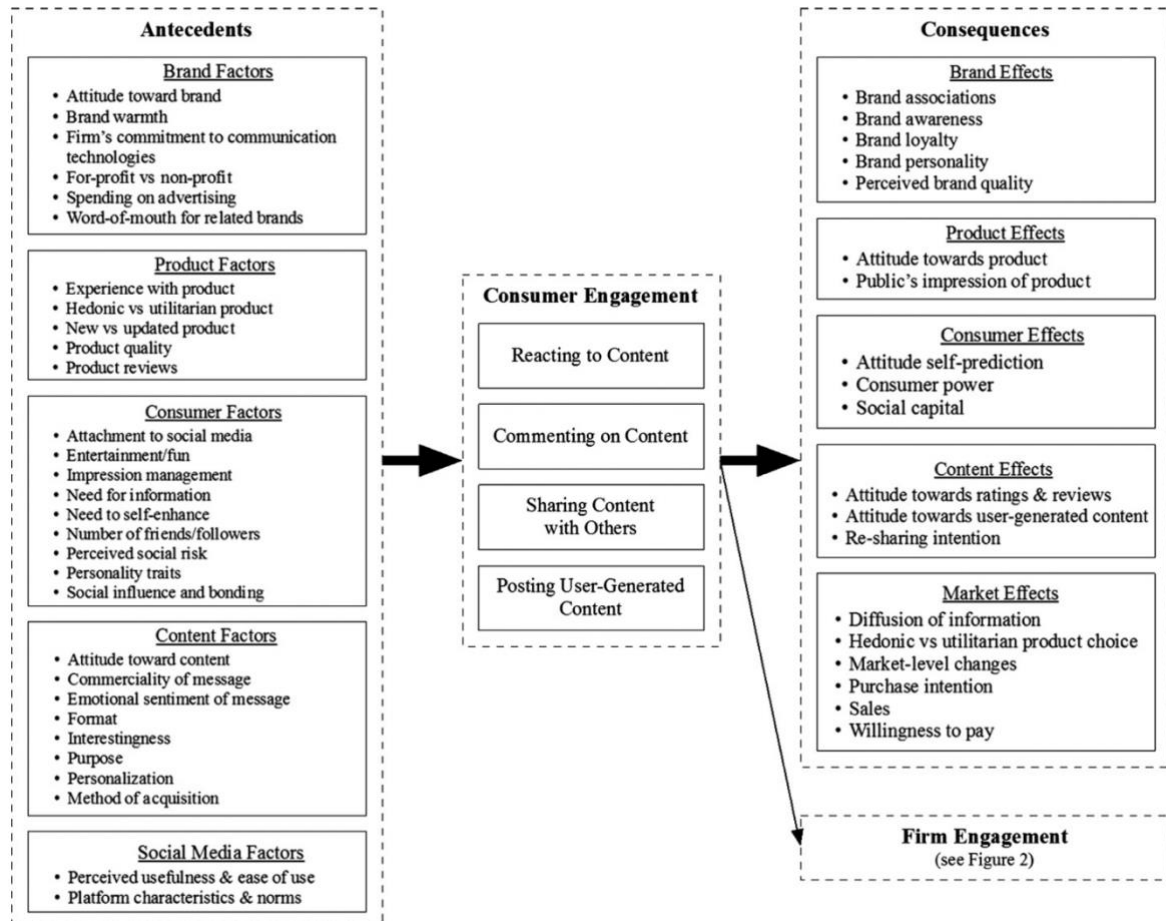 Antecedents
Brand Factors
• Attitude toward brand
• Brand warmth
• Firm's commitment to communication
technologies
• For-profit vs non-profit
• Spending on advertising
• Word-of-mouth for related brands
Product Factors
• Experience with product
• Hedonic vs utilitarian product
• New vs updated product
• Product quality
• Product reviews
Consumer Factors
• Attachment to social media
• Entertainment/fun
• Impression management
• Need for information
• Need to self-enhance
• Number of friends/followers
• Perceived social risk
• Personality traits
• Social influence and bonding
Content Factors
• Attitude toward content
• Commerciality of message
• Emotional sentiment of message
• Format
• Interestingness
• Purpose
• Personalization
• Method of acquisition
Social Media Factors
• Perceived usefulness & ease of use
• Platform characteristics & norms
Consumer Engagement
Reacting to Content
Commenting on Content
Sharing Content
with Others
Posting User-Generated
Content
Consequences
Brand Effects
• Brand associations
• Brand awareness
• Brand loyalty
• Brand personality
• Perceived brand quality
Product Effects
• Attitude towards product
• Public's impression of product
Consumer Effects
• Attitude self-prediction
• Consumer power
• Social capital
Content Effects
• Attitude towards ratings & reviews
• Attitude towards user-generated content
• Re-sharing intention
Market Effects
• Diffusion of information
• Hedonic vs utilitarian product choice
• Market-level changes
• Purchase intention
• Sales
• Willingness to pay
Firm Engagement
(see Figure 2)